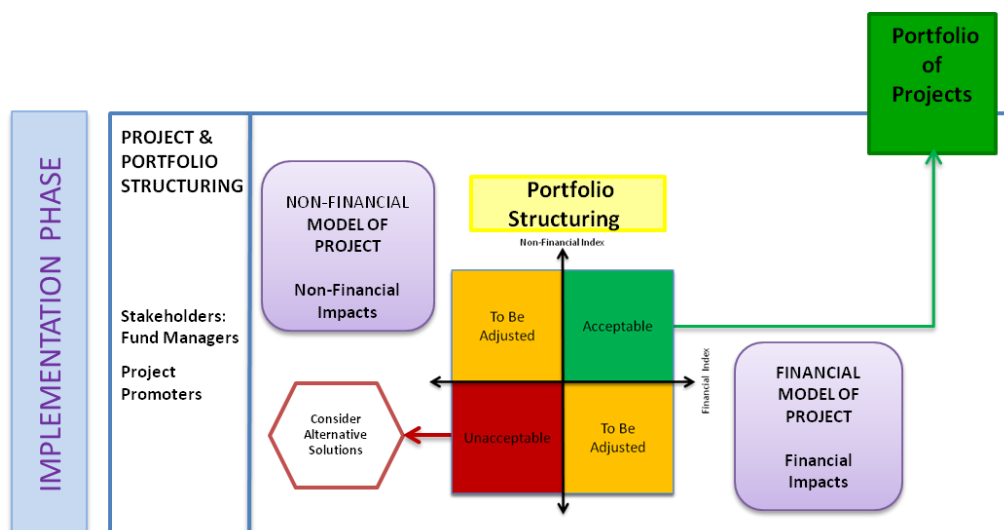 Portfolio
of
Projects
IMPLEMENTATION PHASE
PROJECT &
PORTFOLIO
STRUCTURING
Stakeholders:
Fund Managers
Project
Promoters
NON-FINANCIAL
MODEL OF
PROJECT
Non-Financial
Impacts
Portfolio
Structuring
Non-Financial Index
To Be
Adjusted
Acceptable
Financial Index
Unacceptable
To Be
Adjusted
Consider
Alternative
Solutions
FINANCIAL
MODEL OF
PROJECT
Financial
Impacts